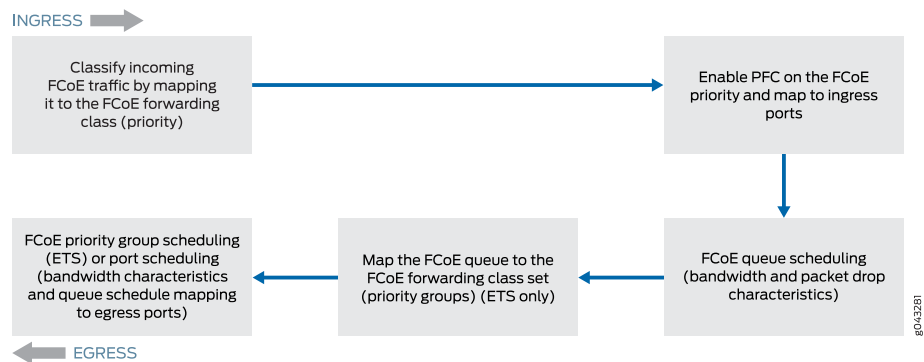 INGRESS
Classify incoming
FCoE traffic by mapping
it to the FCoE forwarding
class (priority)
Enable PFC on the FCoE
priority and map to ingress
ports
FCoE queue scheduling
(bandwidth and packet drop
characteristics)
Map the FCoE queue to the
FCoE forwarding class set
(priority groups) (ETS only)
FCoE priority group scheduling
(ETS) or port scheduling
(bandwidth characteristics
and queue schedule mapping
to egress ports)
EGRESS
g043281